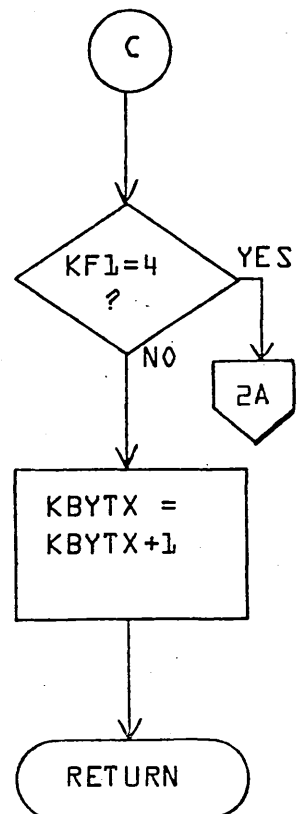 C
KF1=4
?
YES
NO
2A
KBYTX =
KBYTX+1
RETURN